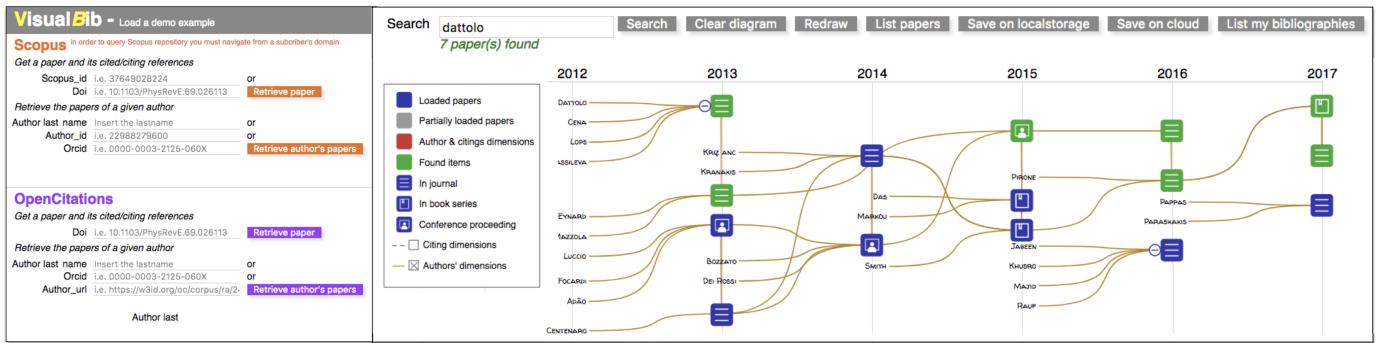 VisualBib - Load a demo example
Scopus in order to query Scopus repository you must navigate from a subcriber's domain
Get a paper and its cited/citing references
Scopus_id i.e. 37649028224 or
Doi i.e. 10.1103/PhysRevE.69.026113 Retrieve paper
Retrieve the papers of a given author
Author last name Insert the lastname or
Author_id i.e. 22988279600 or
Orcid i.e. 0000-0003-2125-060X Retrieve author's papers
OpenCitations
Get a paper and its cited/citing references
Doi i.e. 10.1103/PhysRevE.69.026113 Retrieve paper
Retrieve the papers of a given author
Author last name Insert the lastname or
Orcid i.e. 0000-0003-2125-060X or
Author_url i.e. https://w3id.org/oc/corpus/ra/2- Retrieve author's papers
Author last
Search dattolo Search Clear diagram Redraw List papers Save on localstorage Save on cloud List my bibliographies
7 paper(s) found
2012 2013 2014 2015 2016 2017
Loaded papers
Partially loaded papers
Author & citings dimensions
Found items
In journal
In book series
Conference proceeding
Citing dimensions
Authors' dimensions
Dattolo
Cena
Lops
assileva
Eynard
Mazzola
Luccio
Focardi
Adão
Centenaro
Kranakis
Bozzato
Dei Rossi
Das
Markou
Smith
Pirone
Jabeen
Khusro
Majid
Rauf
Pappas
Paraskakis